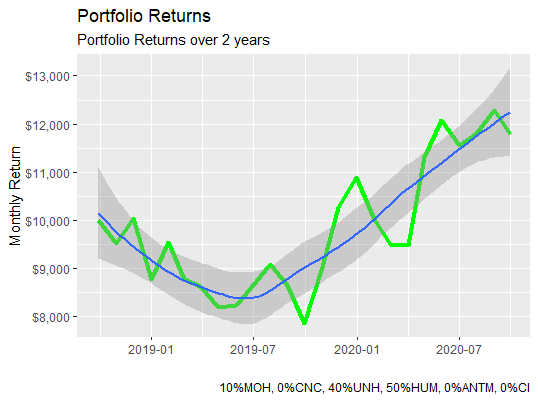 Portfolio Returns
Portfolio Returns over 2 years
Monthly Return
$13,000
$12,000
$11,000
$10,000
$9,000
$8,000
2019-01 2019-07 2020-01 2020-07
10%MOH, 0%CNC, 40%UNH, 50%HUM, 0%ANTM, 0%CI